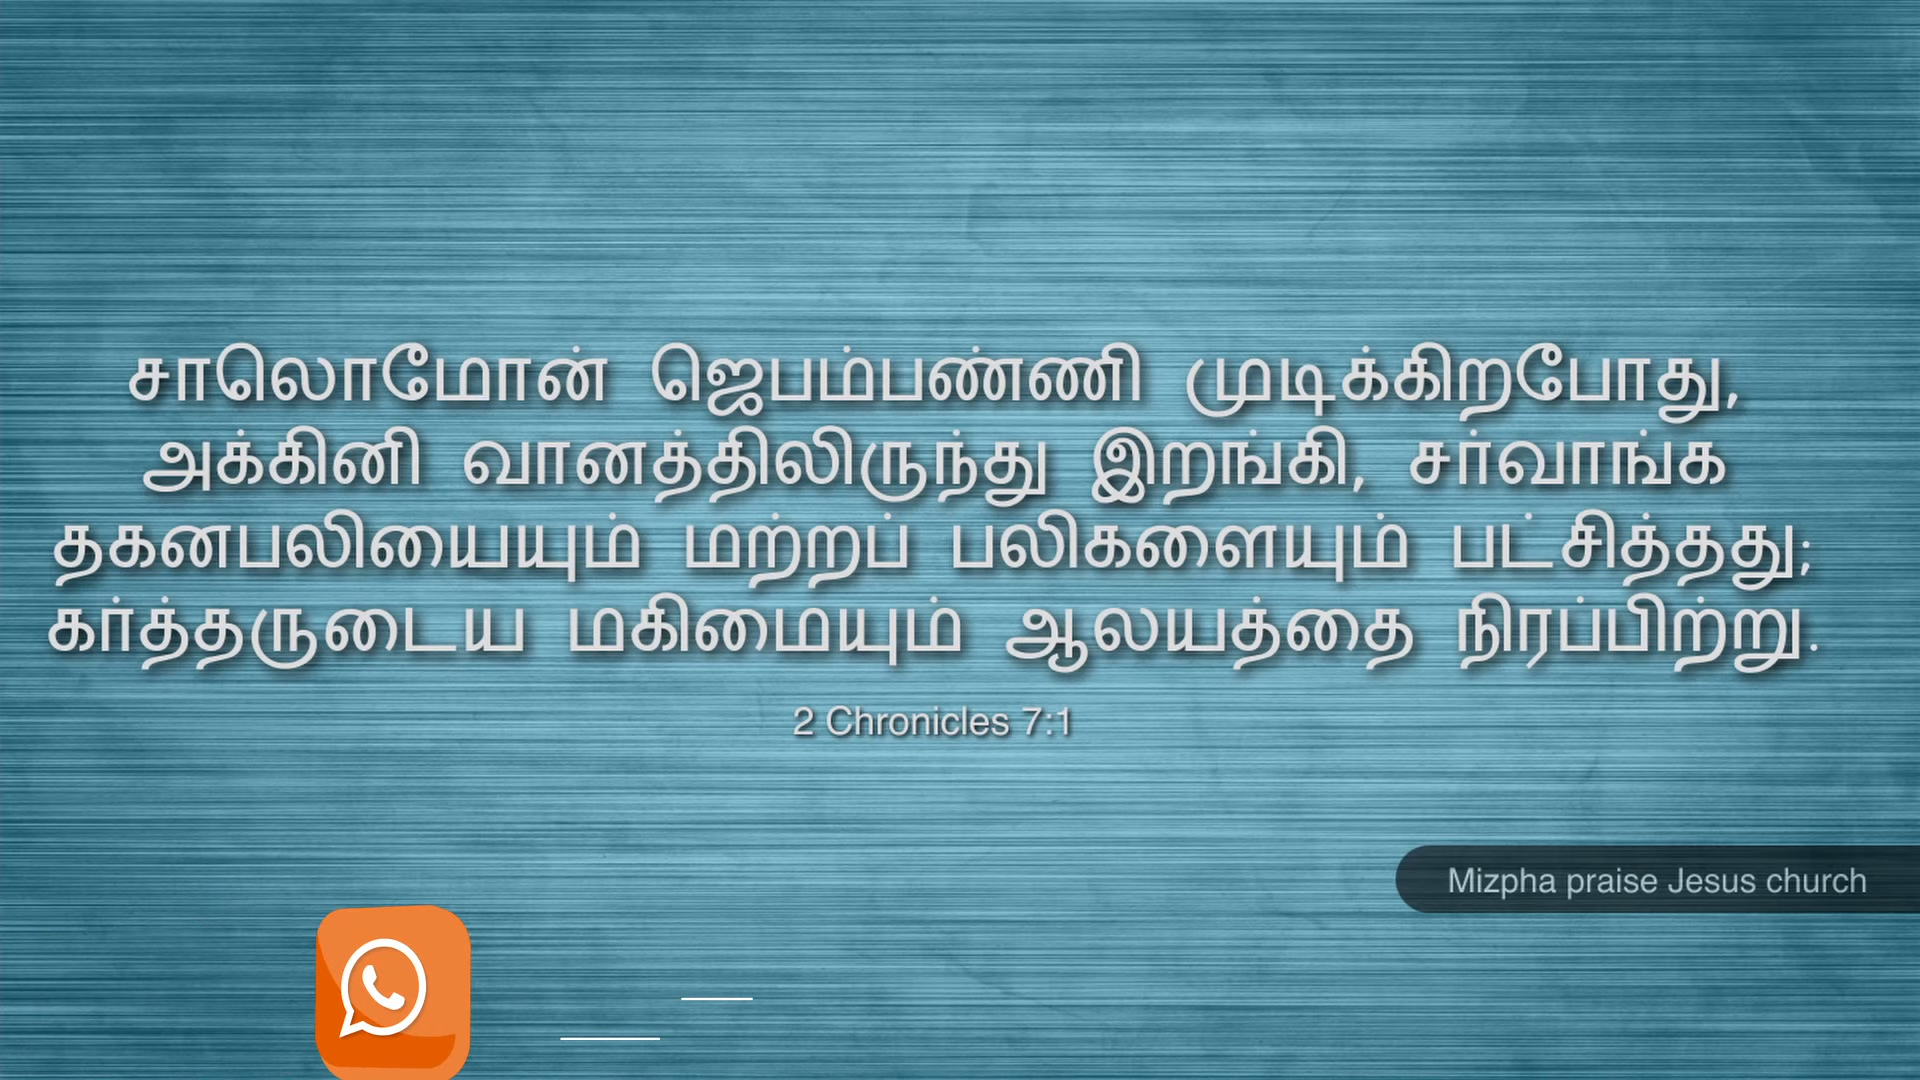 சாலொமோன் ஜெபம்பண்ணி முடிக்கிறபோது,
அக்கினி வானத்திலிருந்து இறங்கி, சர்வாங்க
தகனபலியையும் மற்றப் பலிகளையும் பட்சித்தது;
கர்த்தருடைய மகிமையும் ஆலயத்தை நிரப்பிற்று.
2 Chronicles 7:1
Mizpha praise Jesus church